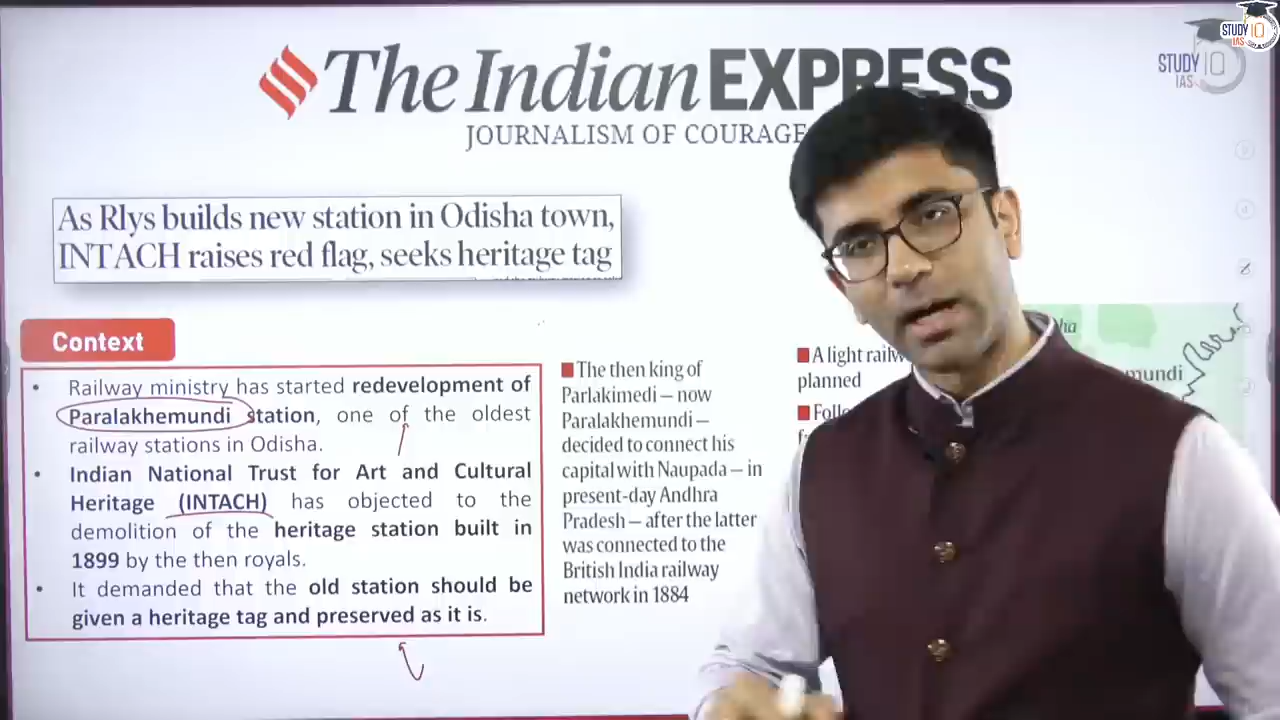 STUDY IQ
IAS
STUDY IQ
IAS
The Indian EXPRESS
JOURNALISM OF COURAGE
As Rlys builds new station in Odisha town,
INTACH raises red flag, seeks heritage tag
Context
• Railway ministry has started redevelopment of
Paralakhemundi station, one of the oldest
railway stations in Odisha.
• Indian National Trust for Art and Cultural
Heritage (INTACH) has objected to the
demolition of the heritage station built in
1899 by the then royals.
• It demanded that the old station should be
given a heritage tag and preserved as it is.
The then king of
Parlakimedi – now
Paralakhemundi –
decided to connect his
capital with Naupada – in
present-day Andhra
Pradesh – after the latter
was connected to the
British India railway
network in 1884
A light
planned